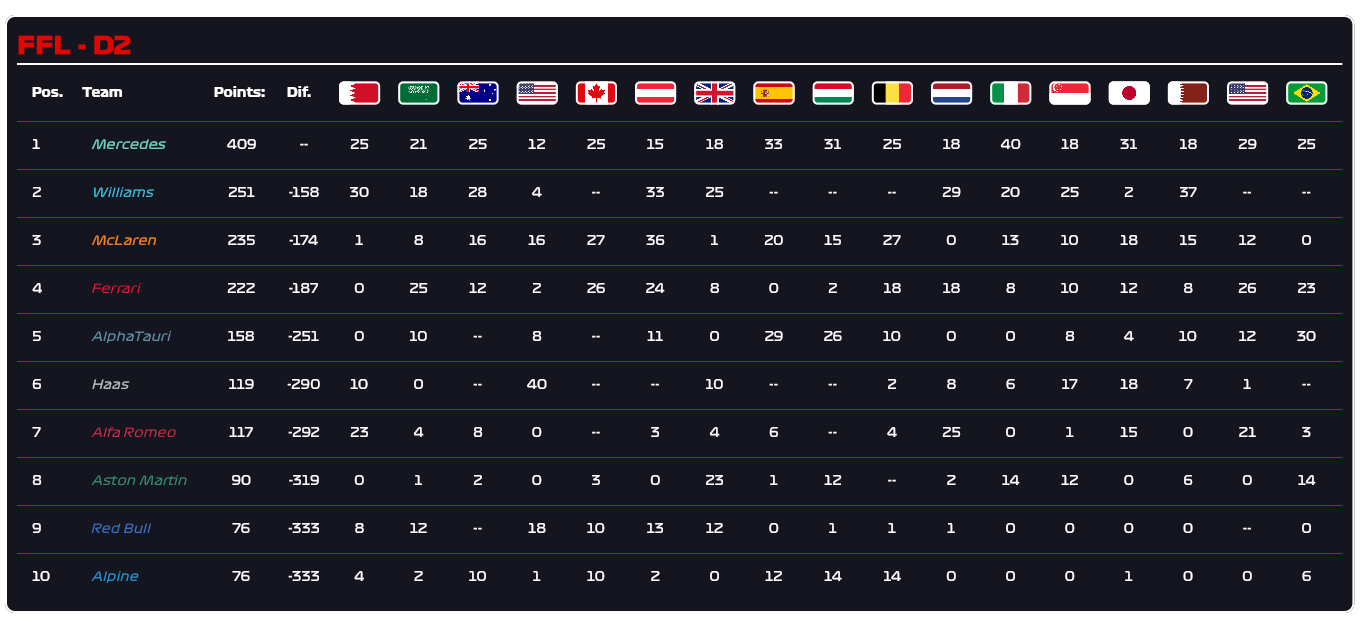 FFL - D2
Pos. Team Points: Dif.
1 Mercedes 409 -- 25 21 25 12 25 15 18 33 31 25 18 40 18 31 18 29 25
2 Williams 251 -158 30 18 28 4 -- 33 25 -- -- -- 29 20 25 2 37 -- --
3 McLaren 235 -174 1 8 16 16 27 36 1 20 15 27 0 13 10 18 15 12 0
4 Ferrari 222 -187 0 25 12 2 26 24 8 0 2 18 18 8 10 12 8 26 23
5 AlphaTauri 158 -251 0 10 -- 8 -- 11 0 29 26 10 0 0 8 4 10 12 30
6 Haas 119 -290 10 0 -- 40 -- -- 10 -- -- 2 8 6 17 18 7 1 --
7 Alfa Romeo 117 -292 23 4 8 0 -- 3 4 6 -- 4 25 0 1 15 0 21 3
8 Aston Martin 90 -319 0 1 2 0 3 0 23 1 12 -- 2 14 12 0 6 0 14
9 Red Bull 76 -333 8 12 -- 18 10 13 12 0 1 1 1 0 0 0 0 -- 0
10 Alpine 76 -333 4 2 10 1 10 2 0 12 14 14 0 0 0 1 0 0 6